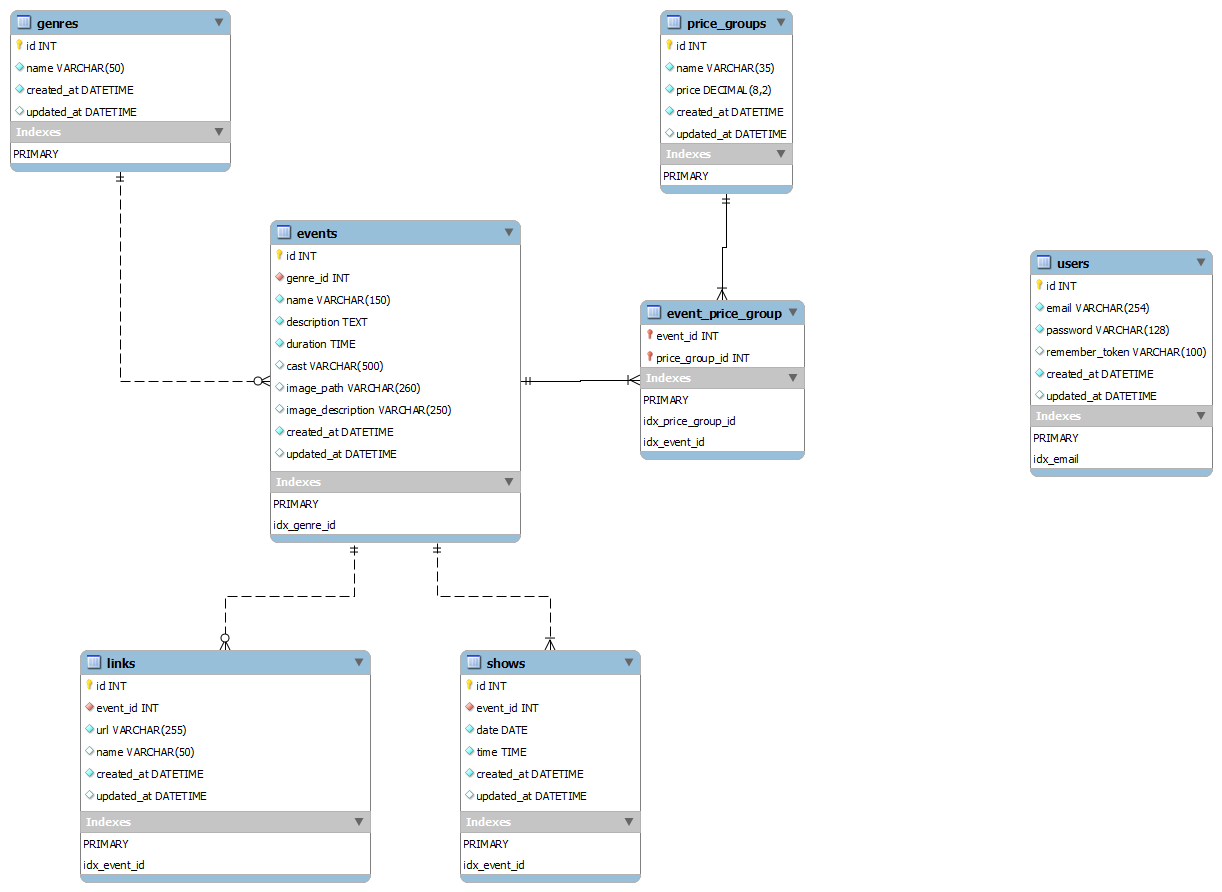 genres
id INT
name VARCHAR(50)
created_at DATETIME
updated_at DATETIME
Indexes
PRIMARY
price_groups
id INT
name VARCHAR(35)
price DECIMAL(8,2)
created_at DATETIME
updated_at DATETIME
Indexes
PRIMARY
events
id INT
genre_id INT
name VARCHAR(150)
description TEXT
duration TIME
cast VARCHAR(500)
image_path VARCHAR(260)
image_description VARCHAR(250)
created_at DATETIME
updated_at DATETIME
Indexes
PRIMARY
idx_genre_id
event_price_group
event_id INT
price_group_id INT
Indexes
PRIMARY
idx_price_group_id
idx_event_id
users
id INT
email VARCHAR(254)
password VARCHAR(128)
remember_token VARCHAR(100)
created_at DATETIME
updated_at DATETIME
Indexes
PRIMARY
idx_email
links
id INT
event_id INT
url VARCHAR(255)
name VARCHAR(50)
created_at DATETIME
updated_at DATETIME
Indexes
PRIMARY
idx_event_id
shows
id INT
event_id INT
date DATE
time TIME
created_at DATETIME
updated_at DATETIME
Indexes
PRIMARY
idx_event_id